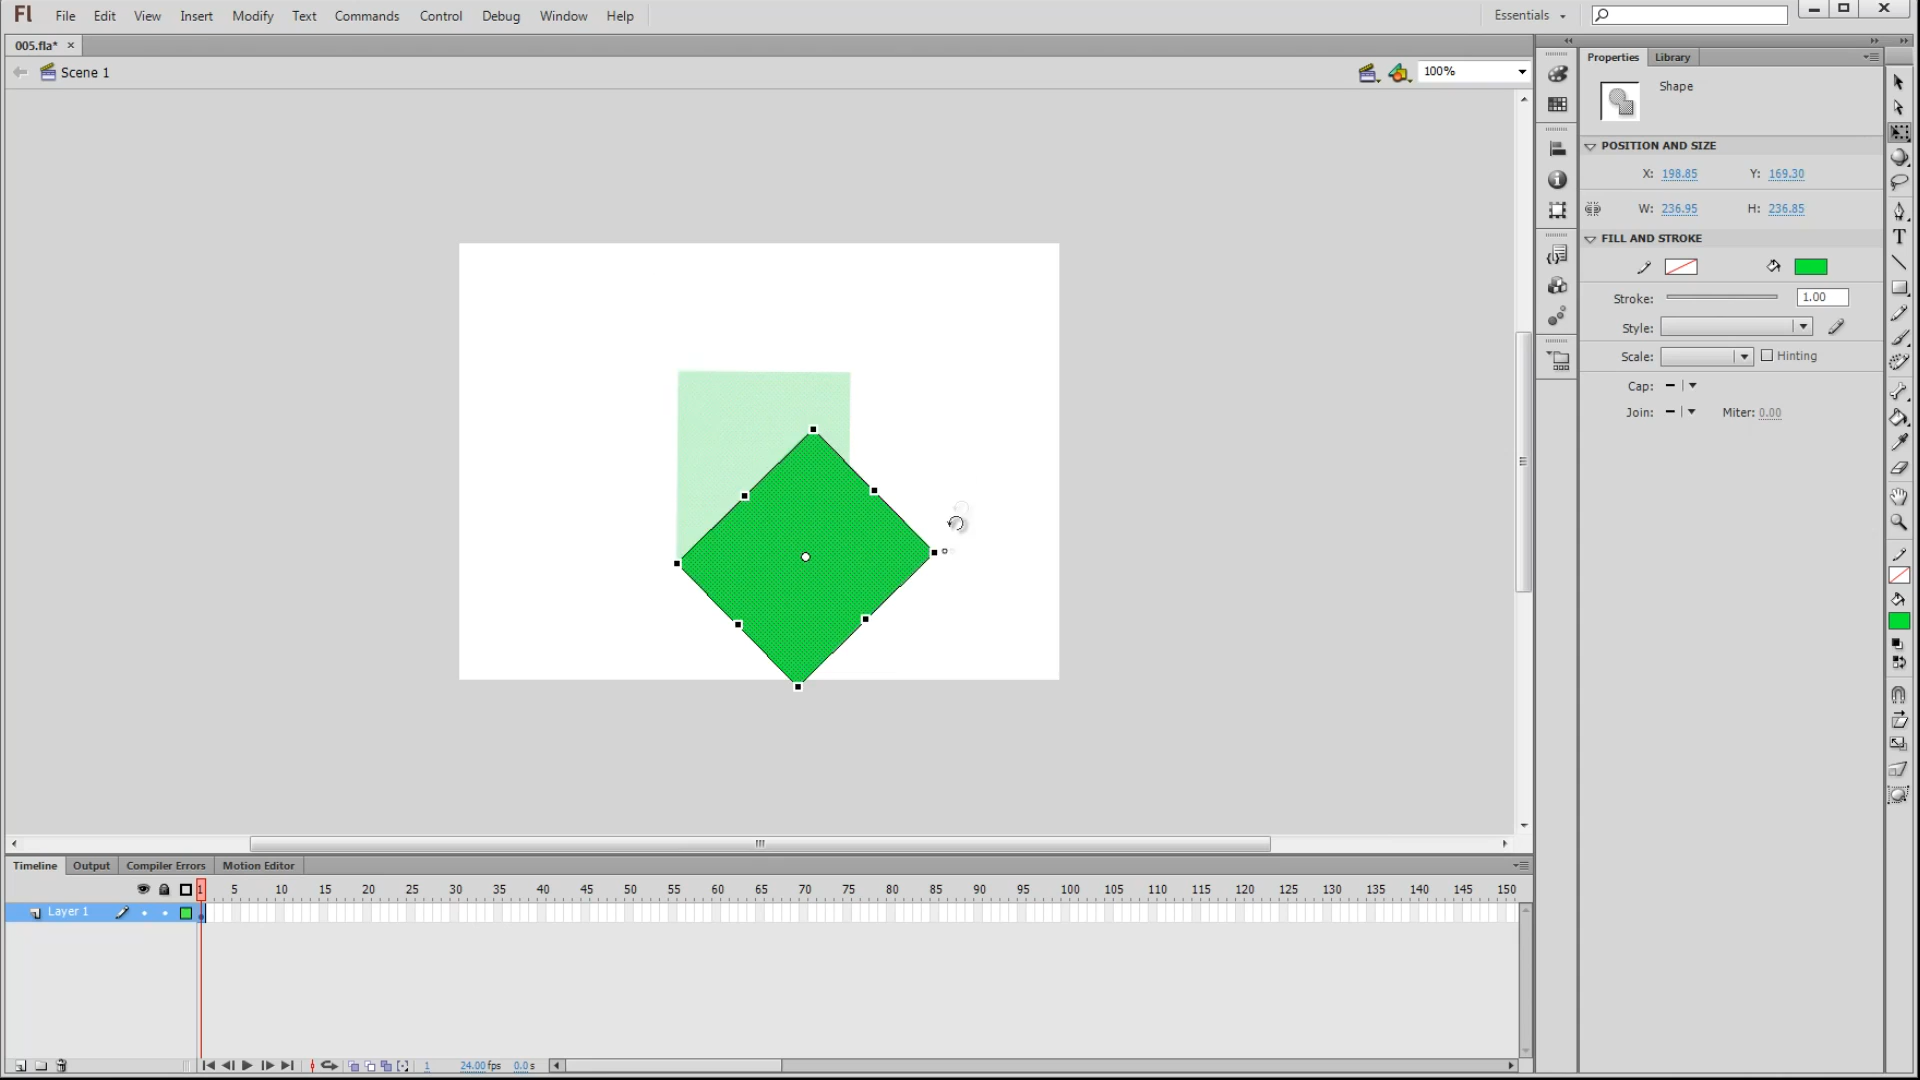 Fl File Edit View Insert Modify Text Commands Control Debug Window Help Essentials
005.fla* ×
Scene 1 100%
Properties Library
Shape
POSITION AND SIZE
X: 198.85 Y: 169.30
W: 236.95 H: 236.85
FILL AND STROKE
Stroke: 1.00
Style:
Scale: Hinting
Cap:
Join: Miter: 0.00
Timeline Output Compiler Errors Motion Editor
1 5 10 15 20 25 30 35 40 45 50 55 60 65 70 75 80 85 90 95 100 105 110 115 120 125 130 135 140 145 150
Layer 1
1 24.00 fps 0.0 s